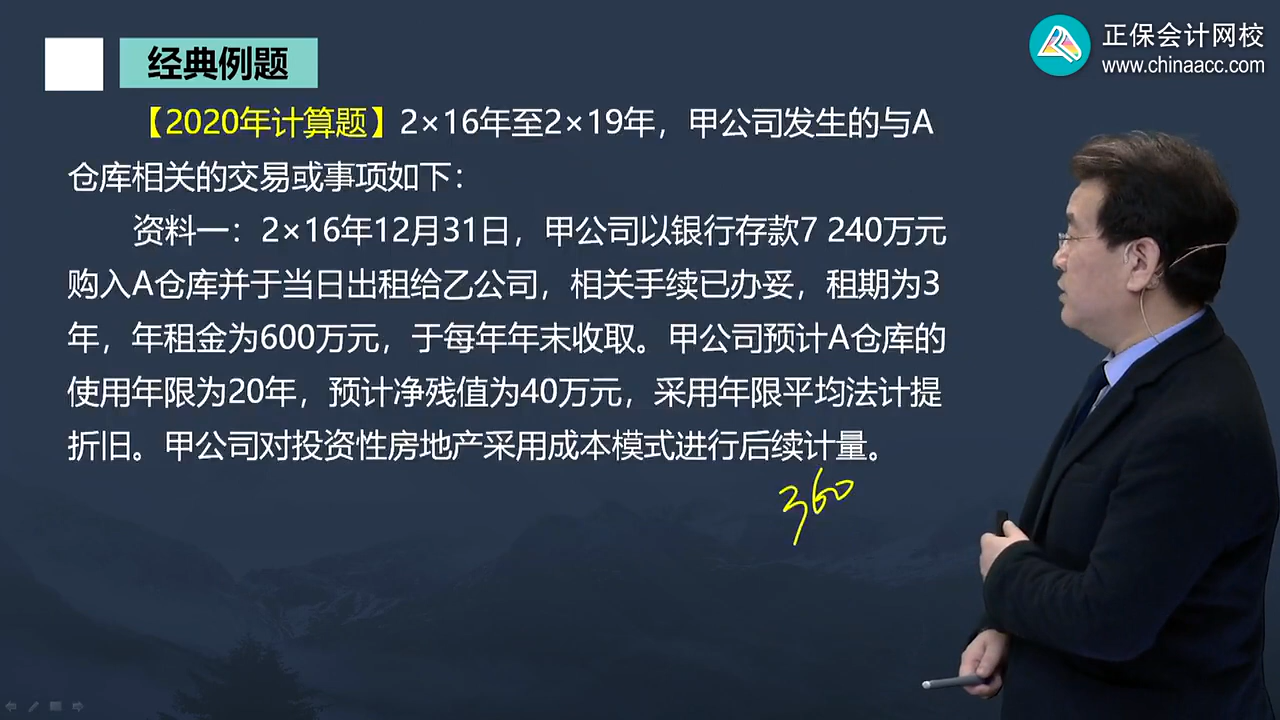 正保会计网校
www.chinaacc.com
经典例题
【2020年计算题】2×16年至2×19年，甲公司发生的与A
仓库相关的交易或事项如下：
资料一：2×16年12月31日，甲公司以银行存款7 240万元
购入A仓库并于当日出租给乙公司，相关手续已办妥，租期为3
年，年租金为600万元，于每年年末收取。甲公司预计A仓库的
使用年限为20年，预计净残值为40万元，采用年限平均法计提
折旧。甲公司对投资性房地产采用成本模式进行后续计量。
360